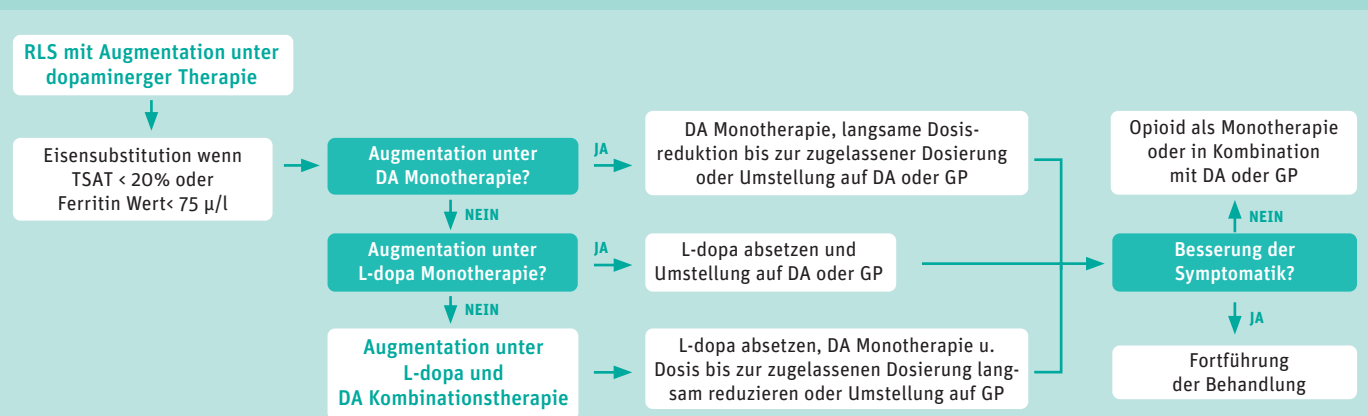 RLS mit Augmentation unter
dopaminerger Therapie
Eisensubstitution wenn
TSAT < 20% oder
Ferritin Wert< 75 µ/l
Augmentation unter
DA Monotherapie?
JA
DA Monotherapie, langsame Dosis-
reduktion bis zur zugelassener Dosierung
oder Umstellung auf DA oder GP
NEIN
Augmentation unter
L-dopa Monotherapie?
JA
L-dopa absetzen und
Umstellung auf DA oder GP
NEIN
Augmentation unter
L-dopa und
DA Kombinationstherapie
L-dopa absetzen, DA Monotherapie u.
Dosis bis zur zugelassenen Dosierung lang-
sam reduzieren oder Umstellung auf GP
Opioid als Monotherapie
oder in Kombination
mit DA oder GP
NEIN
Besserung der
Symptomatik?
JA
Fortführung
der Behandlung